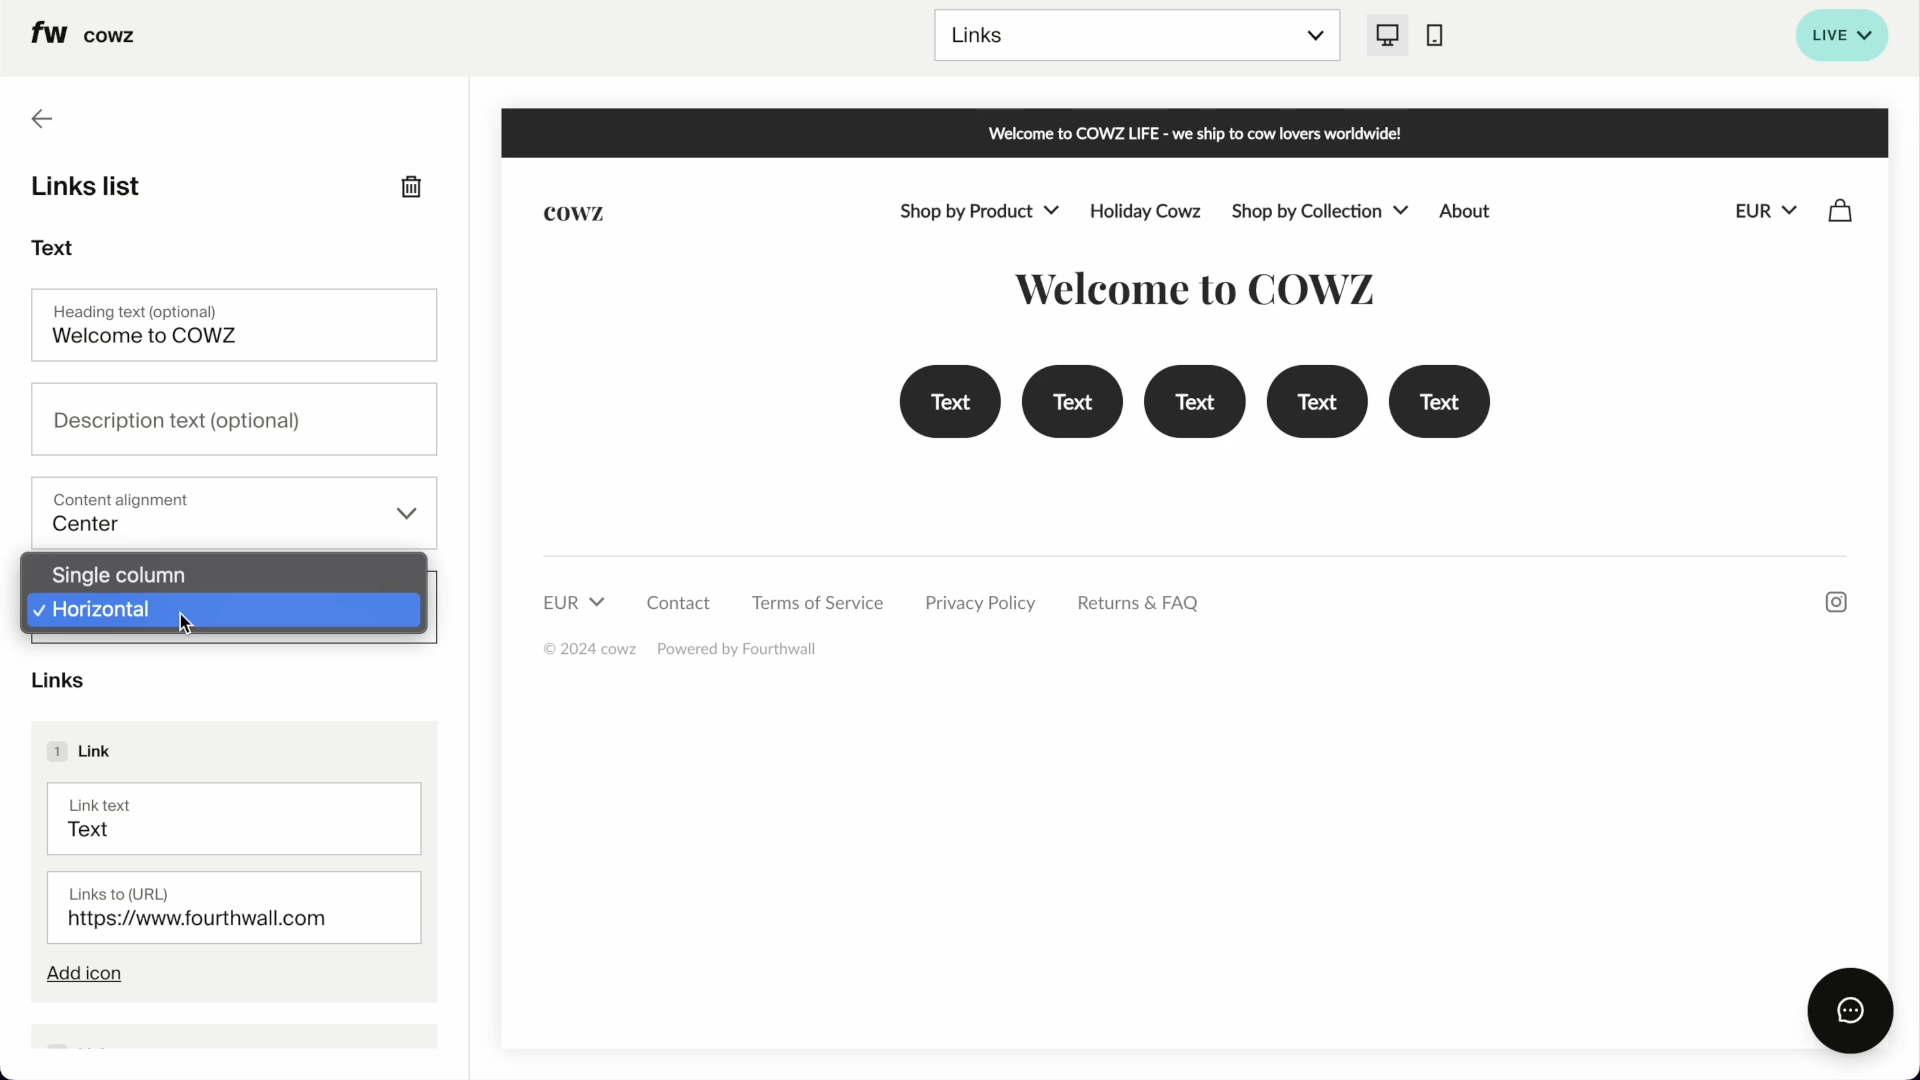 fw cowz
Links
LIVE
Links list
Text
Heading text (optional)
Welcome to COWZ
Description text (optional)
Content alignment
Center
Single column
✓ Horizontal
Links
1 Link
Link text
Text
Links to (URL)
https://www.fourthwall.com
Add icon
Welcome to COWZ LIFE - we ship to cow lovers worldwide!
cowz
Shop by Product
Holiday Cowz
Shop by Collection
About
EUR
Welcome to COWZ
Text
Text
Text
Text
Text
EUR
Contact
Terms of Service
Privacy Policy
Returns & FAQ
© 2024 cowz
Powered by Fourthwall